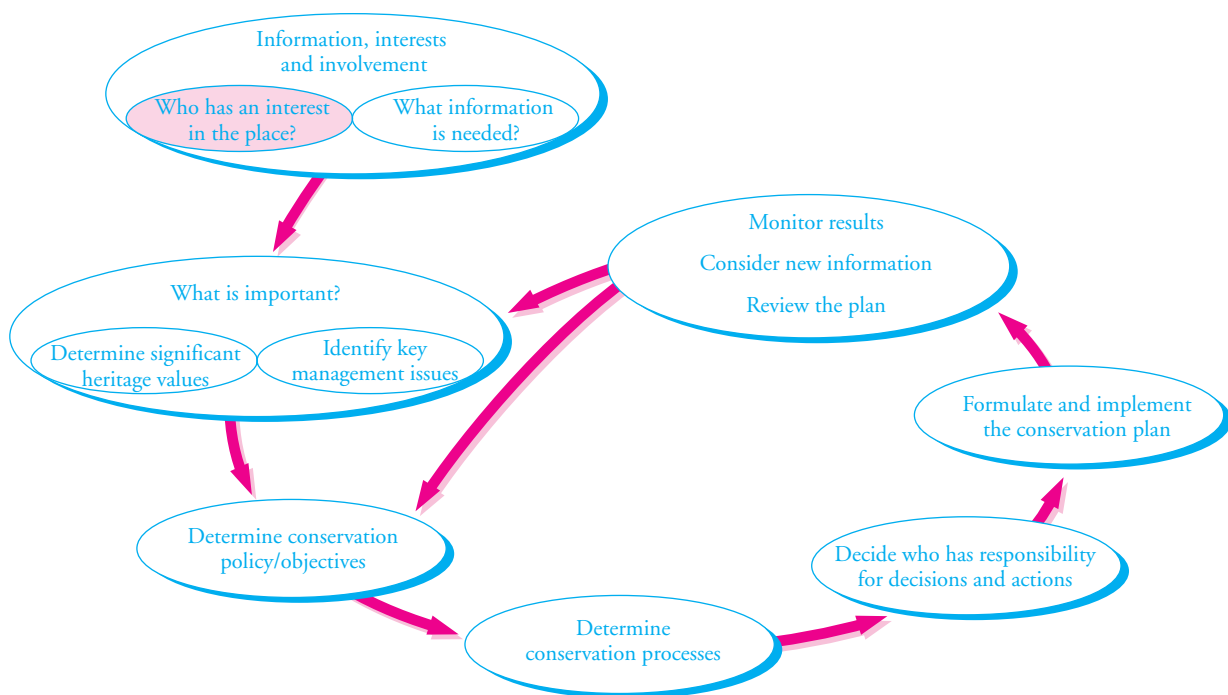 Information, interests
and involvement
Who has an interest
in the place?
What information
is needed?
What is important?
Determine significant
heritage values
Identify key
management issues
Determine conservation
policy/objectives
Determine
conservation processes
Decide who has responsibility
for decisions and actions
Formulate and implement
the conservation plan
Monitor results
Consider new information
Review the plan